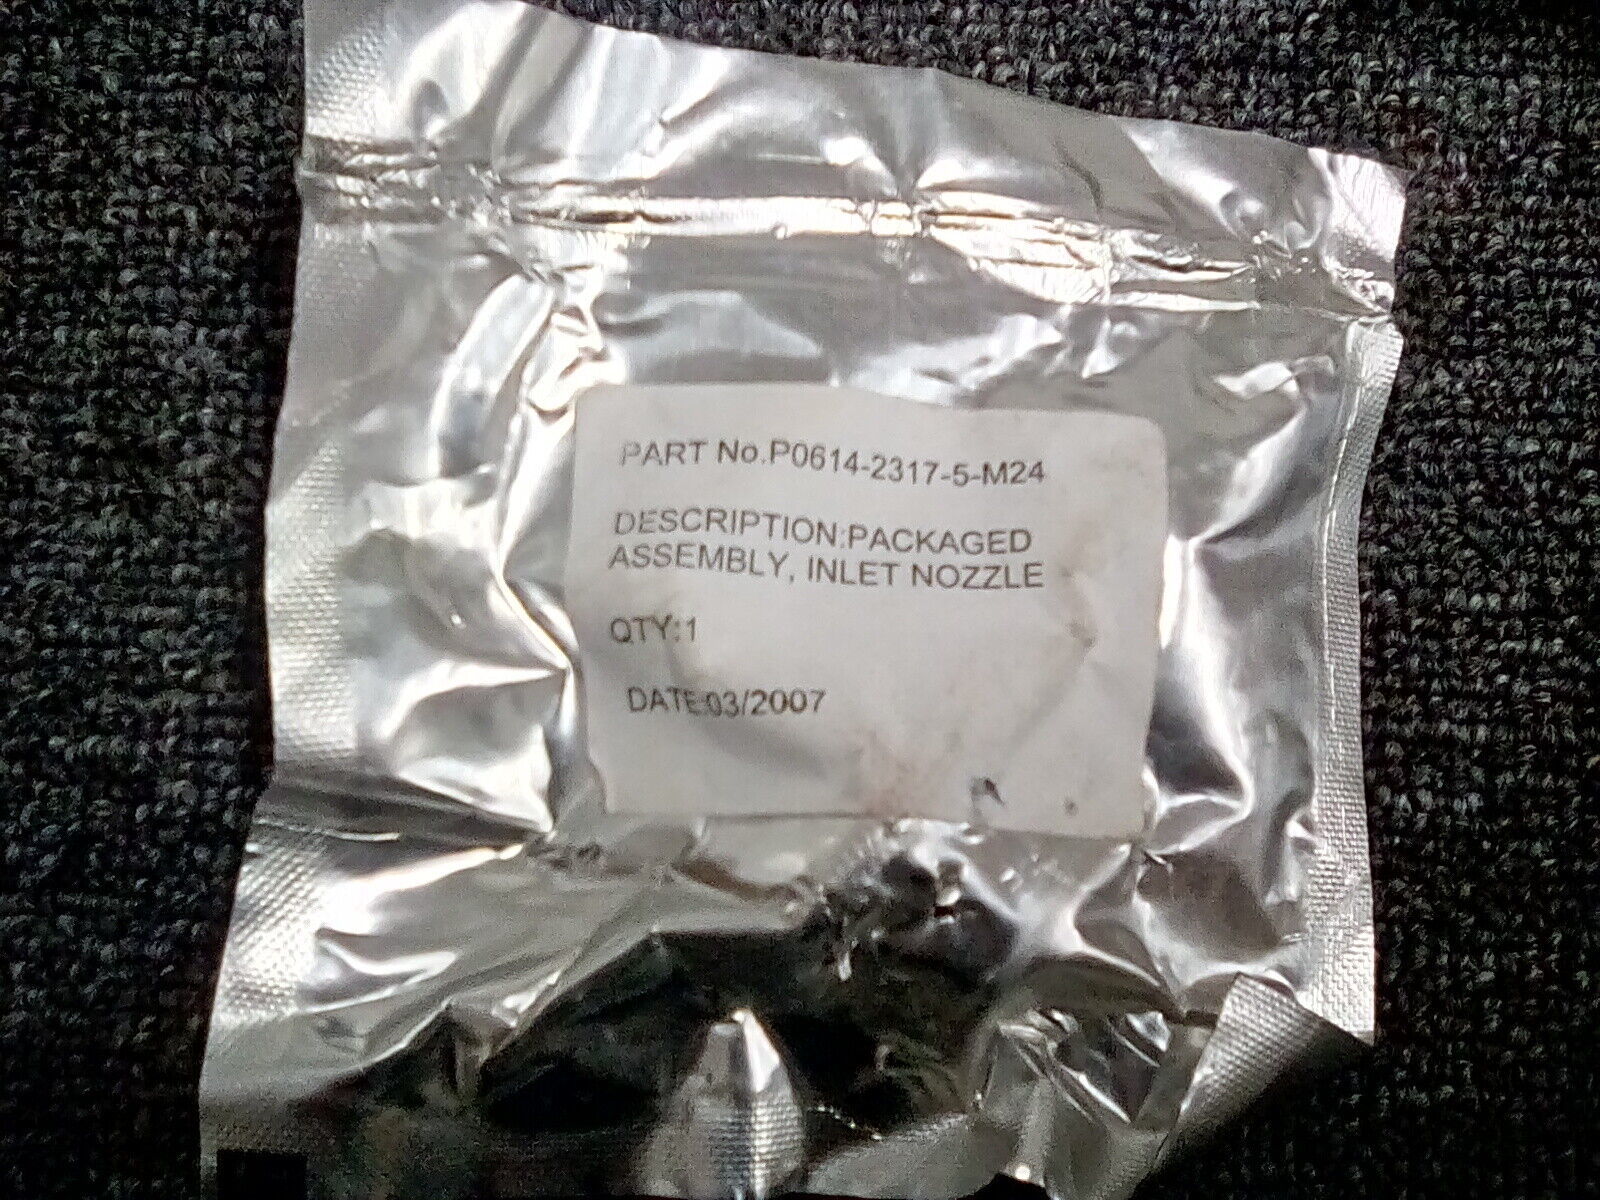 PART No.P0614-2317-5-M24
DESCRIPTION:PACKAGED
ASSEMBLY, INLET NOZZLE
QTY:1
DATE:03/2007